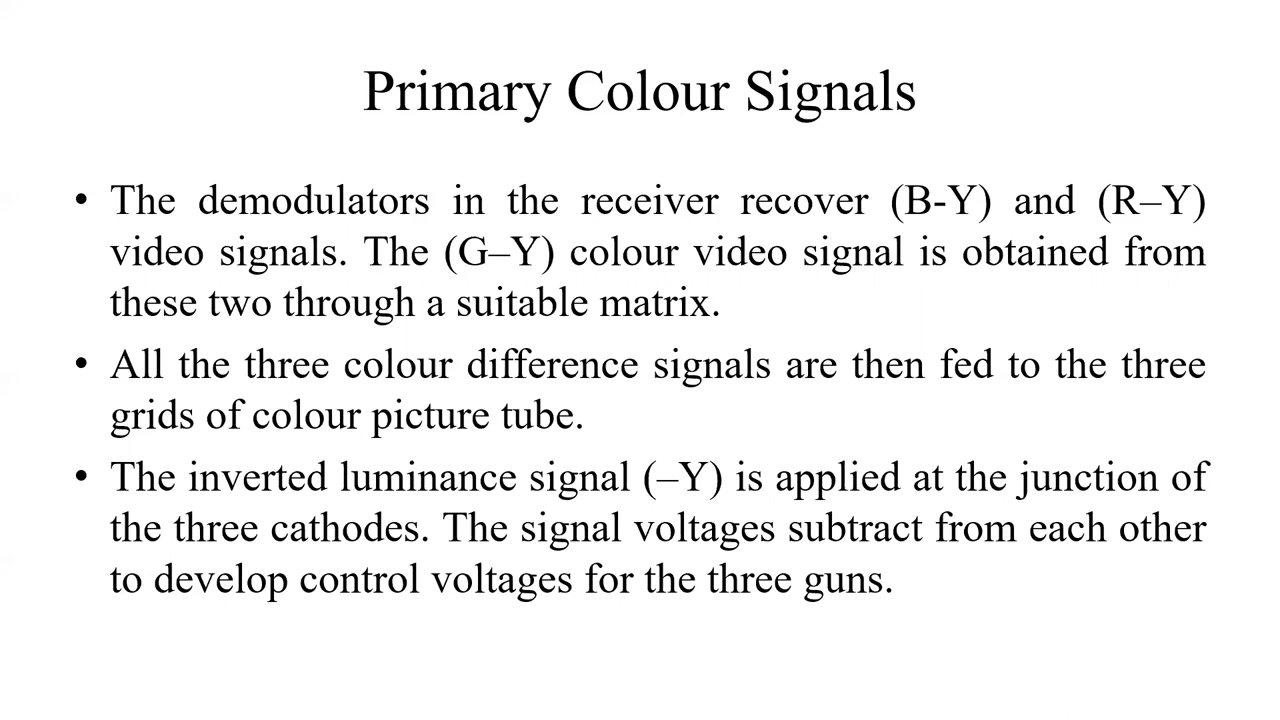 Primary Colour Signals
• The demodulators in the receiver recover (B-Y) and (R–Y)
video signals. The (G–Y) colour video signal is obtained from
these two through a suitable matrix.
• All the three colour difference signals are then fed to the three
grids of colour picture tube.
• The inverted luminance signal (–Y) is applied at the junction of
the three cathodes. The signal voltages subtract from each other
to develop control voltages for the three guns.